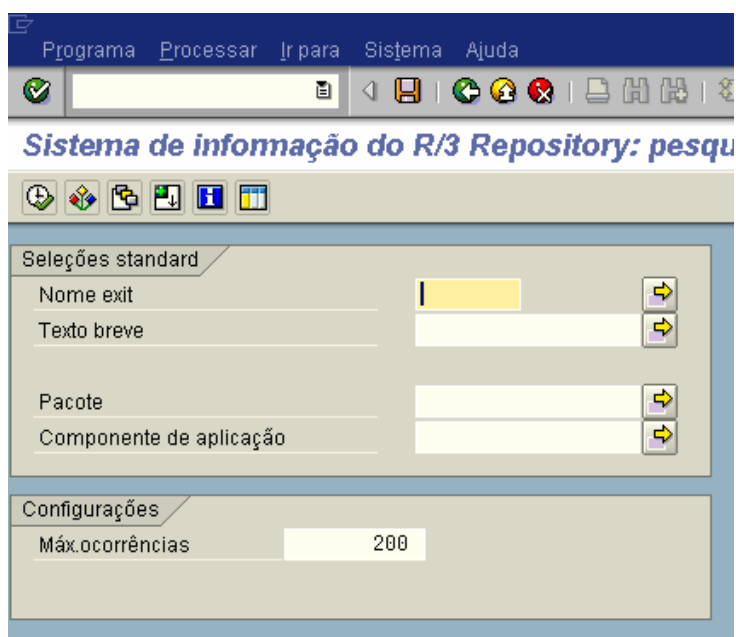 Programa Processar Ir para Sistema Ajuda
Sistema de informação do R/3 Repository: pesqu
Seleções standard
Nome exit
Texto breve
Pacote
Componente de aplicação
Configurações
Máx.ocorrências 200